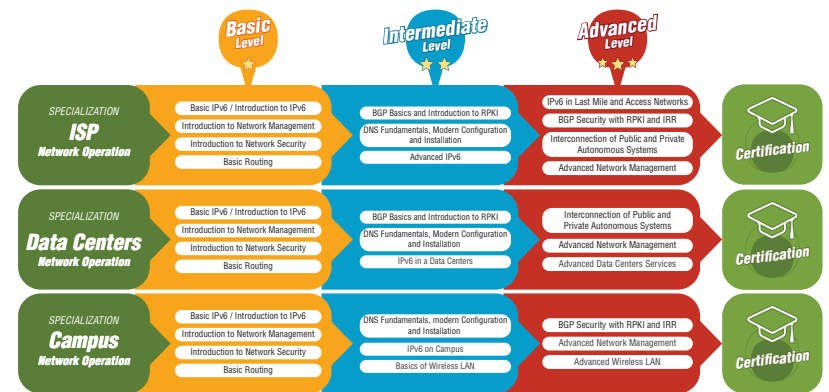 Basic
Level
Intermediate
Level
Advanced
Level
SPECIALIZATION
ISP
Network Operation
Basic IPv6 / Introduction to IPv6
Introduction to Network Management
Introduction to Network Security
Basic Routing
BGP Basics and Introduction to RPKI
DNS Fundamentals, Modern Configuration
and Installation
Advanced IPv6
IPv6 in Last Mile and Access Networks
BGP Security with RPKI and IRR
Interconnection of Public and Private
Autonomous Systems
Advanced Network Management
Certification
SPECIALIZATION
Data Centers
Network Operation
Basic IPv6 / Introduction to IPv6
Introduction to Network Management
Introduction to Network Security
Basic Routing
BGP Basics and Introduction to RPKI
DNS Fundamentals, Modern Configuration
and Installation
IPv6 in a Data Centers
Interconnection of Public and
Private Autonomous Systems
Advanced Network Management
Advanced Data Centers Services
Certification
SPECIALIZATION
Campus
Network Operation
Basic IPv6 / Introduction to IPv6
Introduction to Network Management
Introduction to Network Security
Basic Routing
DNS Fundamentals, modern Configuration
and Installation
IPv6 on Campus
Basics of Wireless LAN
BGP Security with RPKI and IRR
Advanced Network Management
Advanced Wireless LAN
Certification